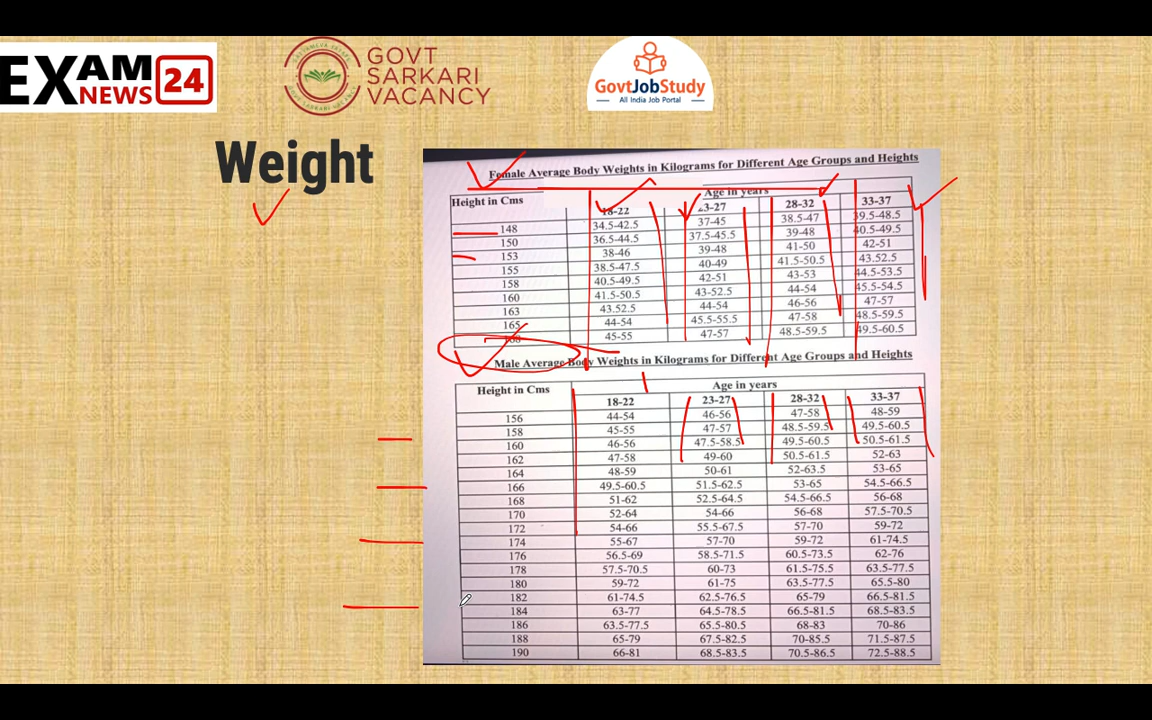 EXAM
NEWS 24
GOVT
SARKARI
VACANCY
GovtJobStudy
All India Job Portal
Weight
Female Average Body Weights in Kilograms for Different Age Groups and Heights
Height in Cms Age in years
18-22 23-27 28-32 33-37
148 34.5-42.5 37-45 38.5-47 39.5-48.5
150 36.5-44.5 37.5-45.5 39-48 40.5-49.5
153 38-46 39-48 41-50 42-51
155 38.5-47.5 40-49 41.5-50.5 43.52.5
158 40.5-49.5 42-51 43-53 44.5-53.5
160 41.5-50.5 43-52.5 44-54 45.5-54.5
163 43.52.5 44-54 46-56 47-57
165 44-54 45.5-55.5 47-58 48.5-59.5
168 45-55 47-57 48.5-59.5 49.5-60.5
Male Average Body Weights in Kilograms for Different Age Groups and Heights
Height in Cms Age in years
18-22 23-27 28-32 33-37
156 44-54 46-56 47-58 48-59
158 45-55 47-57 48.5-59.5 49.5-60.5
160 46-56 47.5-58.5 49.5-60.5 50.5-61.5
162 47-58 49-60 50.5-61.5 52-63
164 48-59 50-61 52-63.5 53-65
166 49.5-60.5 51.5-62.5 53-65 54.5-66.5
168 51-62 52.5-64.5 54.5-66.5 56-68
170 52-64 54-66 56-68 57.5-70.5
172 54-66 55.5-67.5 57-70 59-72
174 55-67 57-70 59-72 61-74.5
176 56.5-69 58.5-71.5 60.5-73.5 62-76
178 57.5-70.5 60-73 61.5-75.5 63.5-77.5
180 59-72 61-75 63.5-77.5 65.5-80
182 61-74.5 62.5-76.5 65-79 66.5-81.5
184 63-77 64.5-78.5 66.5-81.5 68.5-83.5
186 63.5-77.5 65.5-80.5 68-83 70-86
188 65-79 67.5-82.5 70-85.5 71.5-87.5
190 66-81 68.5-83.5 70.5-86.5 72.5-88.5